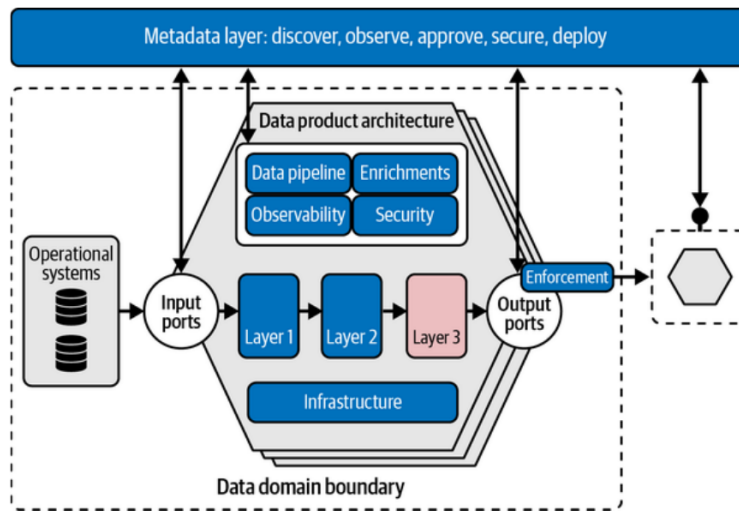 Metadata layer: discover, observe, approve, secure, deploy
Data product architecture
Data pipeline
Enrichments
Observability
Security
Operational
systems
Input
ports
Layer 1
Layer 2
Layer 3
Output
ports
Enforcement
Infrastructure
Data domain boundary